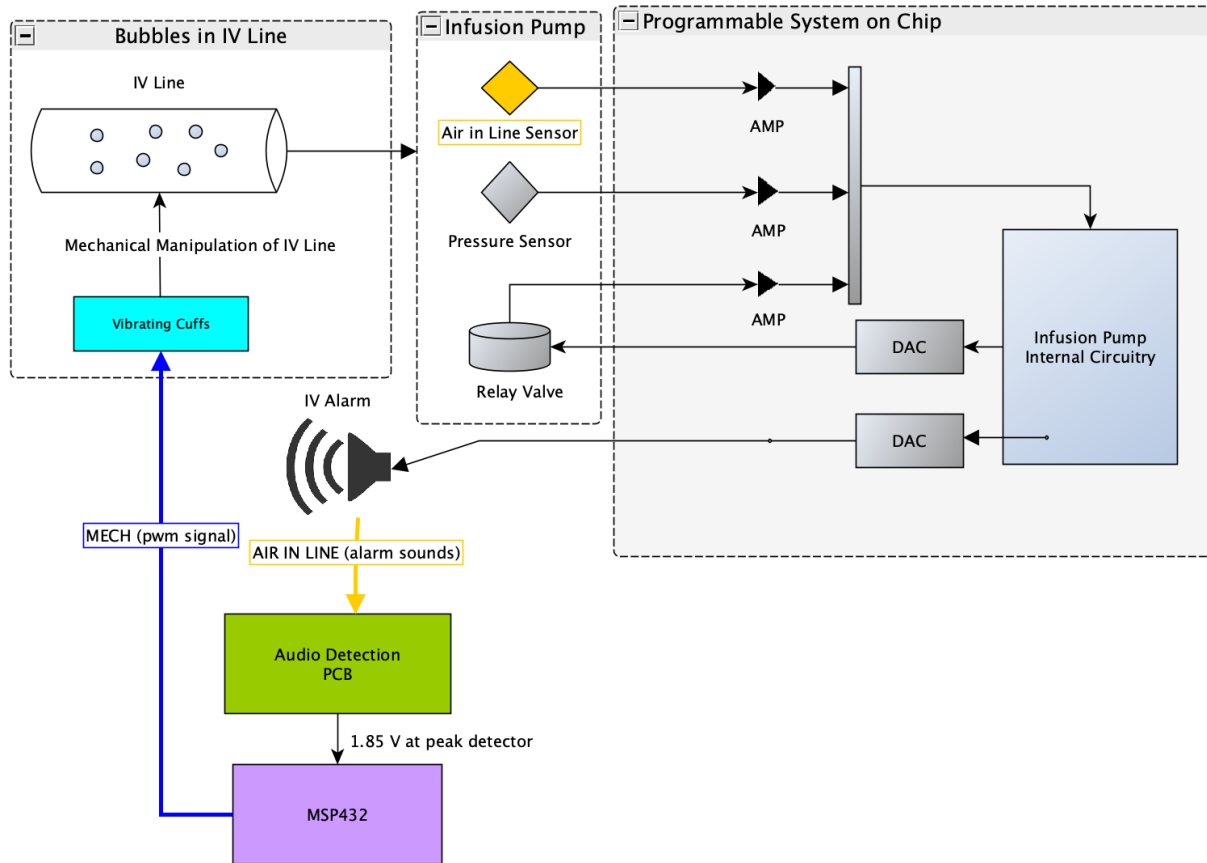 Bubbles in IV Line
IV Line
Mechanical Manipulation of IV Line
Vibrating Cuffs
Infusion Pump
Air in Line Sensor
Pressure Sensor
Relay Valve
Programmable System on Chip
AMP
AMP
AMP
DAC
DAC
Infusion Pump
Internal Circuitry
IV Alarm
MECH (pwm signal)
AIR IN LINE (alarm sounds)
Audio Detection
PCB
1.85 V at peak detector
MSP432